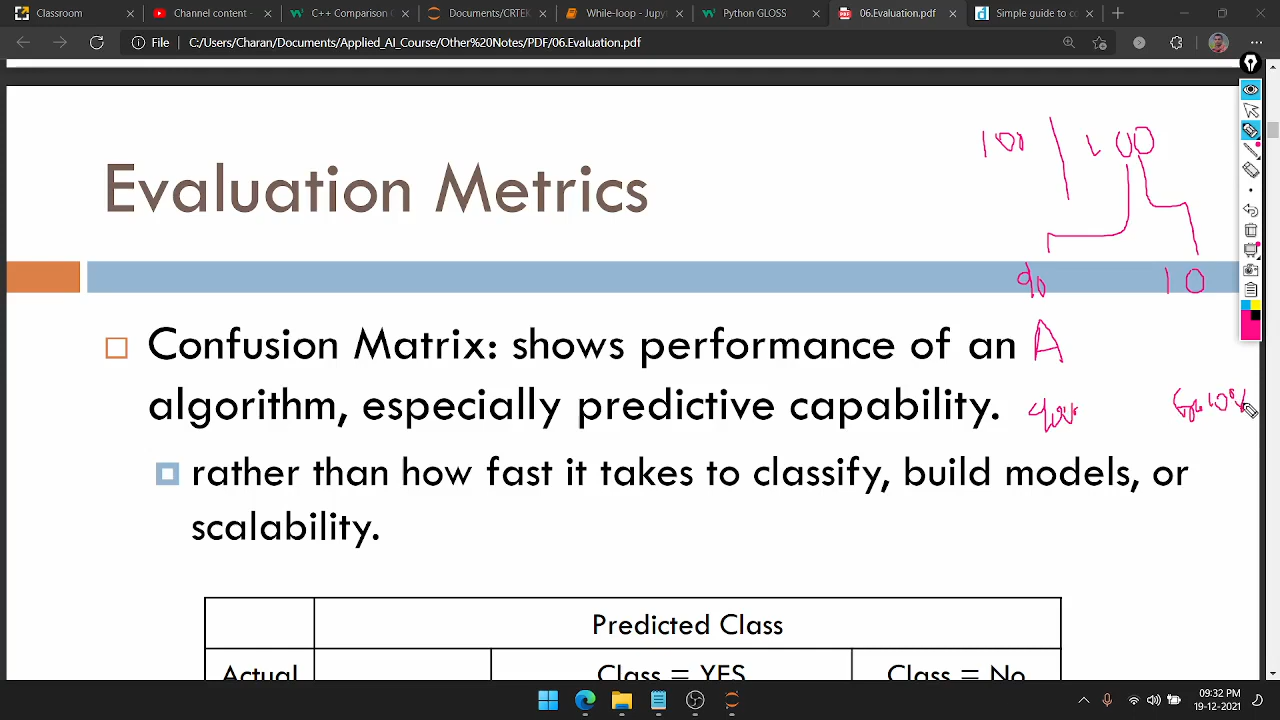 Classroom
Channel content -
C++ Comparison C
Documents/CRTEK
While-loop - Jupyt
Python GLOSS
06.Evaluation.pdf
Simple guide to co
File
C:/Users/Charan/Documents/Applied_AI_Course/Other%20Notes/PDF/06.Evaluation.pdf
100
100
Evaluation Metrics
90
10
Confusion Matrix: shows performance of an
A
algorithm, especially predictive capability.
rather than how fast it takes to classify, build models, or
scalability.
Predicted Class
Actual
Class = YES
Class = No
09:32 PM
19-12-2021